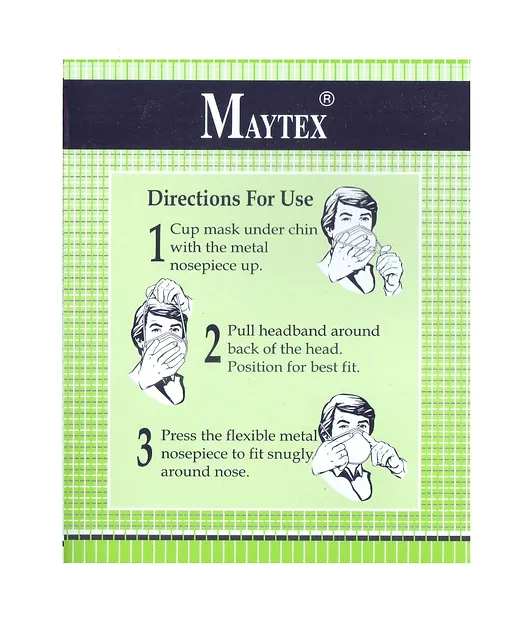 MAYTEX®
Directions For Use
1 Cup mask under chin
with the metal
nosepiece up.
2 Pull headband around
back of the head.
Position for best fit.
3 Press the flexible metal
nosepiece to fit snugly
around nose.